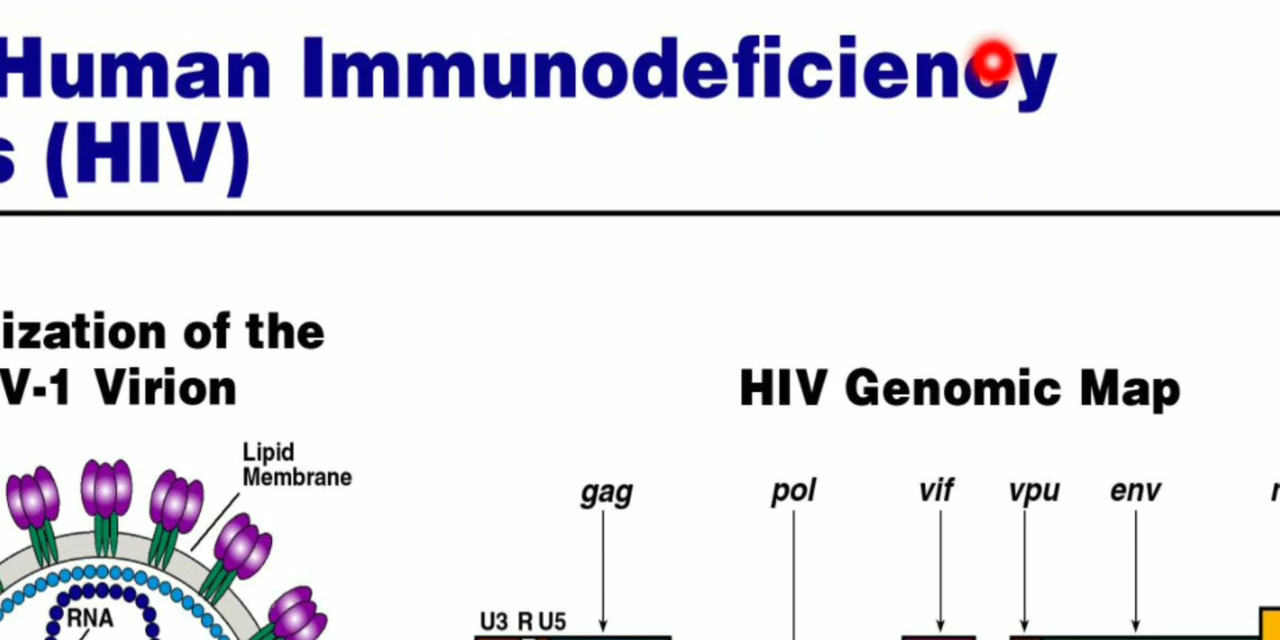 Human Immunodeficiency
s (HIV)
ization of the
V-1 Virion
HIV Genomic Map
Lipid
Membrane
gag pol vif vpu env
U3 R U5
RNA